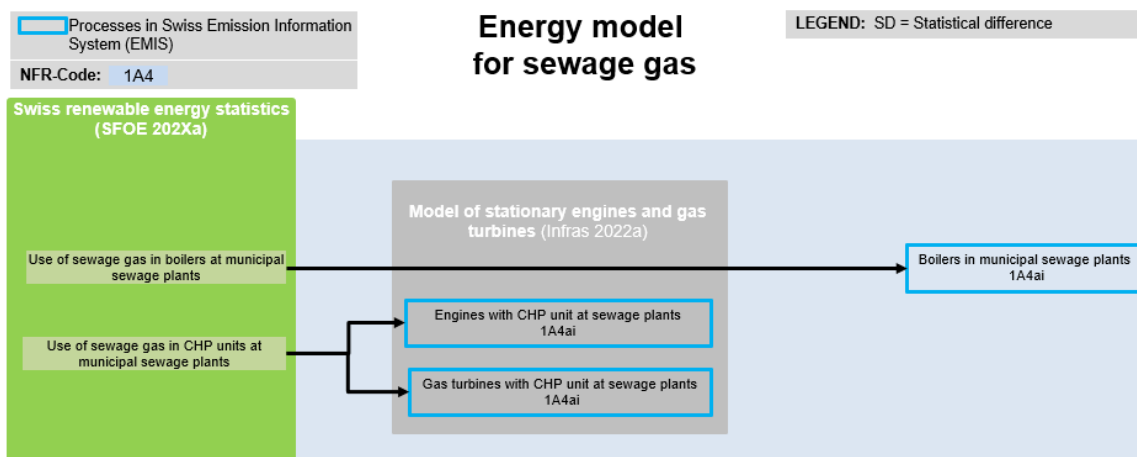 Processes in Swiss Emission Information
System (EMIS)
NFR-Code: 1A4
Energy model
for sewage gas
LEGEND: SD = Statistical difference
Swiss renewable energy statistics
(SFOE 202Xa)
Model of stationary engines and gas
turbines (Infras 2022a)
Use of sewage gas in boilers at municipal
sewage plants
Boilers in municipal sewage plants
1A4ai
Engines with CHP unit at sewage plants
1A4ai
Use of sewage gas in CHP units at
municipal sewage plants
Gas turbines with CHP unit at sewage plants
1A4ai